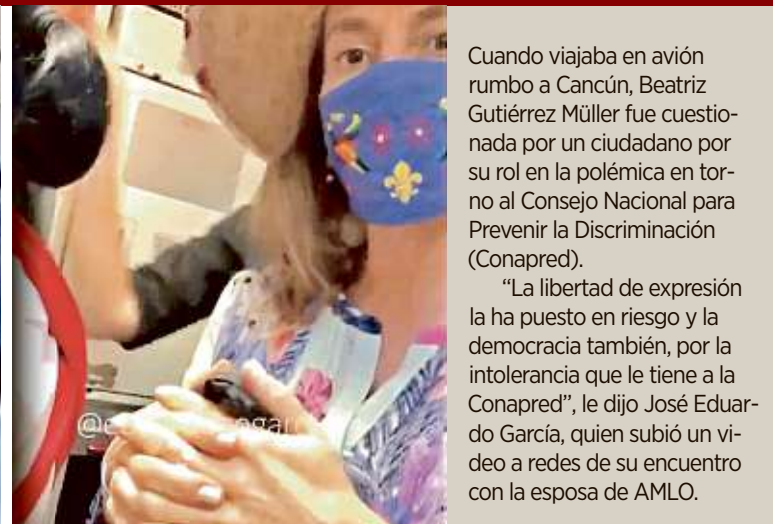 Cuando viajaba en avión
rumbo a Cancún, Beatriz
Gutiérrez Müller fue cuestio-
nada por un ciudadano por
su rol en la polémica en tor-
no al Consejo Nacional para
Prevenir la Discriminación
(Conapred).
“La libertad de expresión
la ha puesto en riesgo y la
democracia también, por la
intolerancia que le tiene a la
Conapred”, le dijo José Eduar-
do García, quien subió un vi-
deo a redes de su encuentro
con la esposa de AMLO.